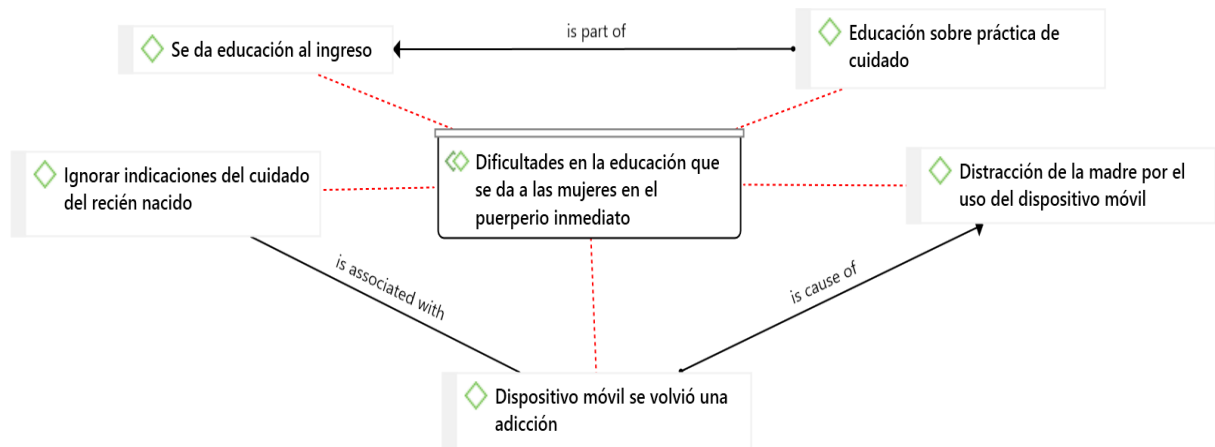 Se da educación al ingreso
is part of
Educación sobre práctica de
cuidado
Ignorar indicaciones del cuidado
del recién nacido
Dificultades en la educación que
se da a las mujeres en el
puerperio inmediato
Distracción de la madre por el
uso del dispositivo móvil
is associated with
is cause of
Dispositivo móvil se volvió una
adicción